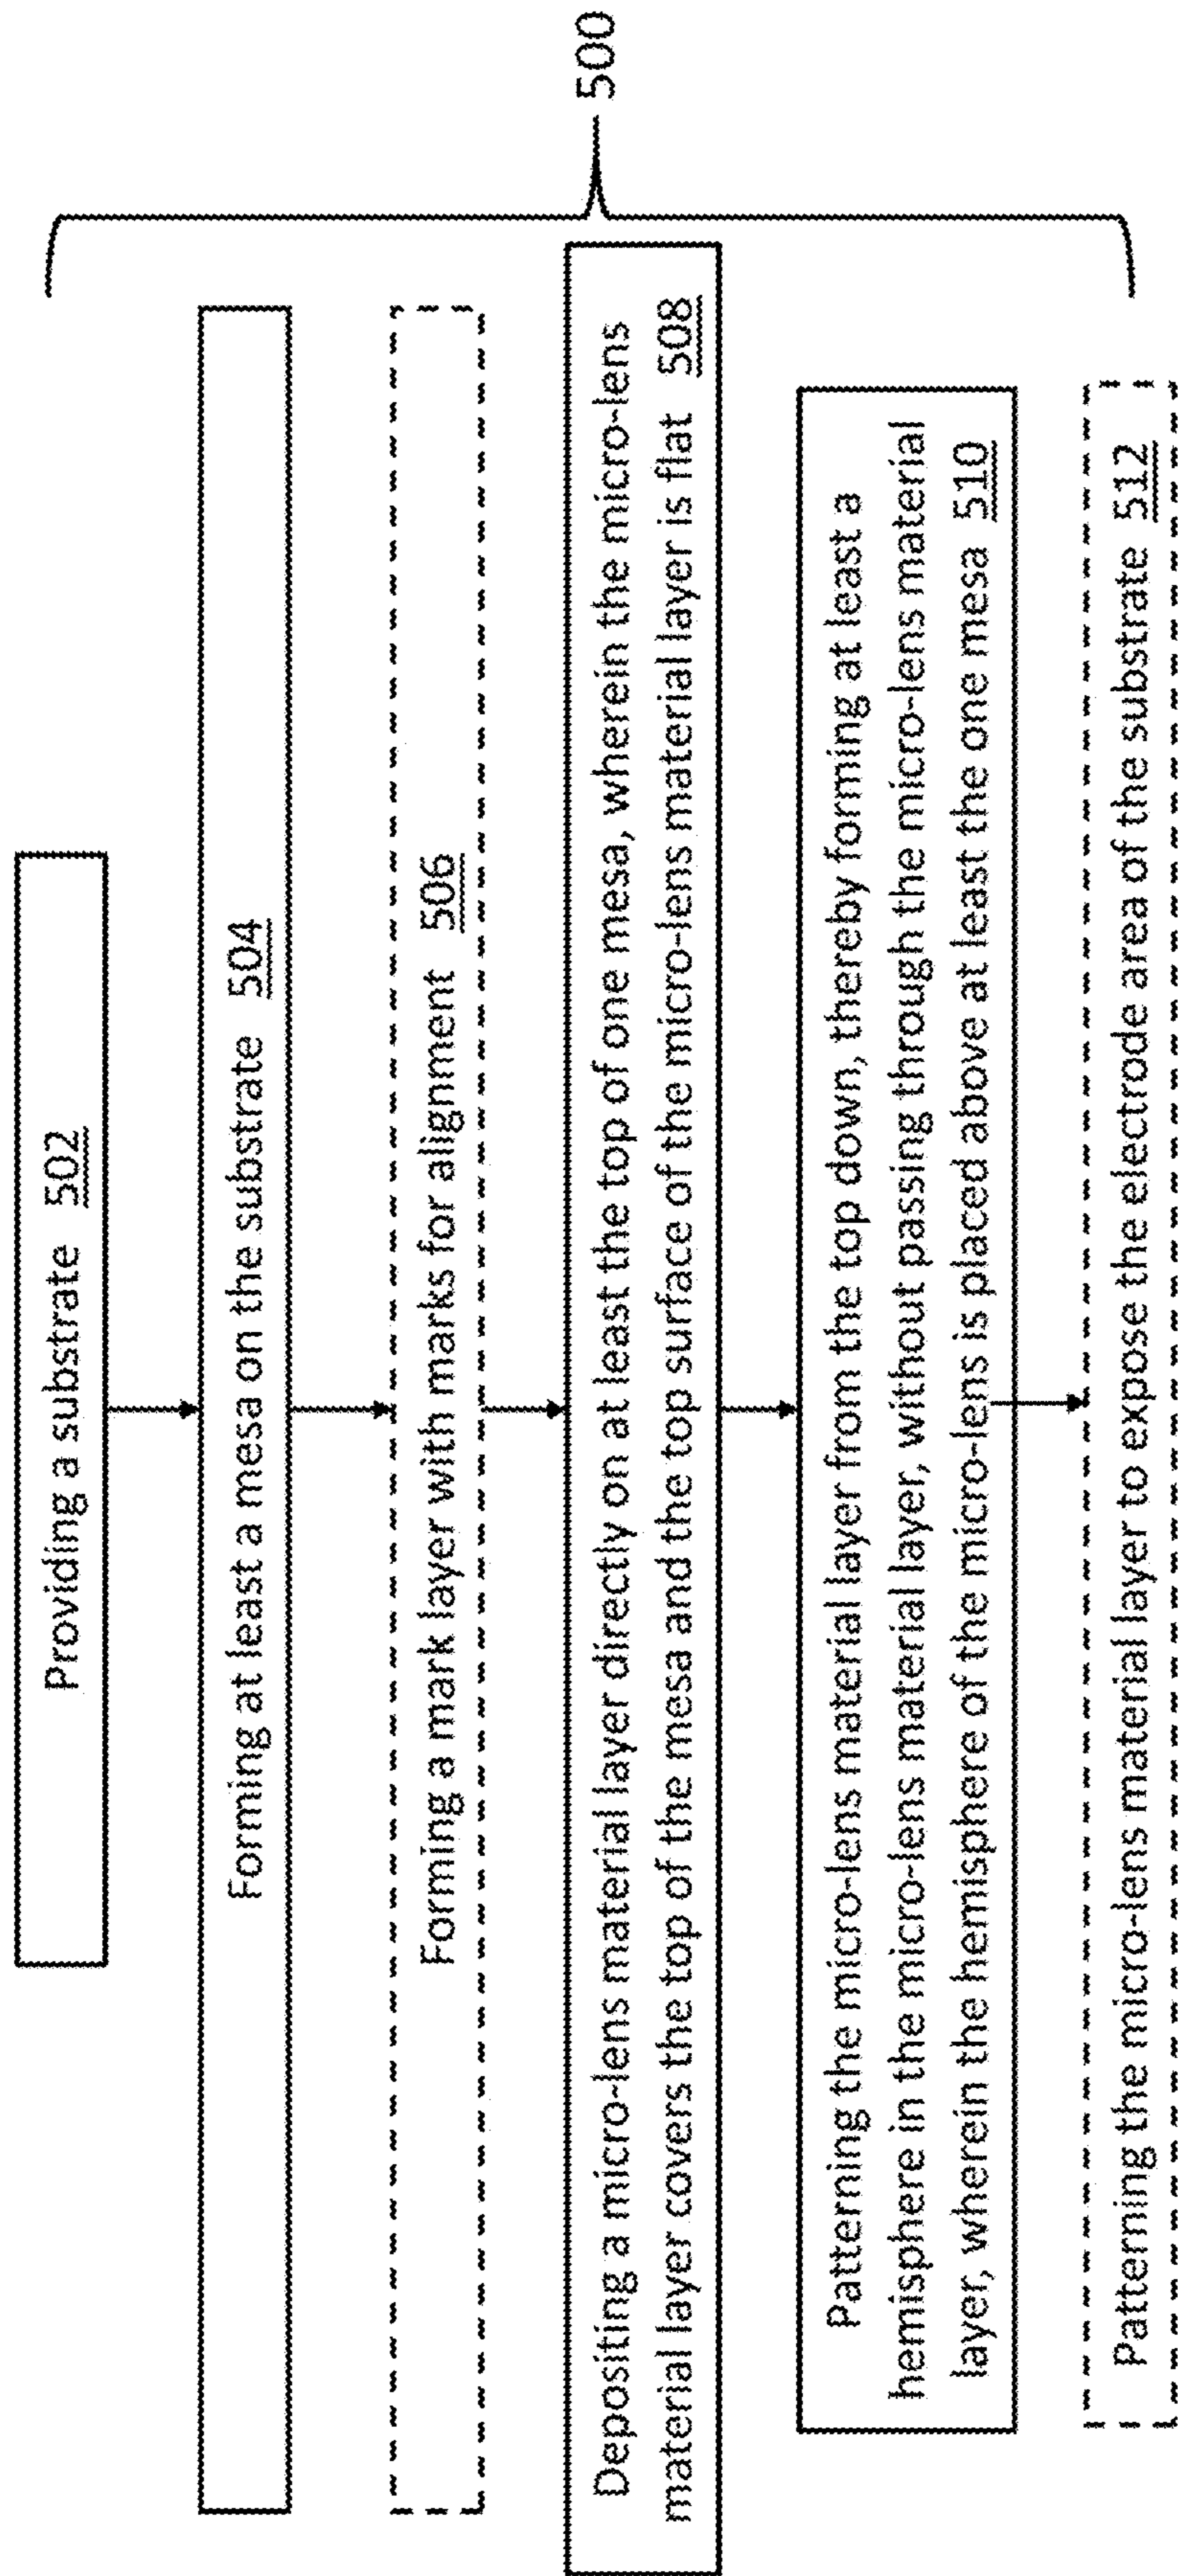 Providing a substrate 502
Forming at least a mesa on the substrate 504
Forming a mark layer with marks for alignment 506
Depositing a micro-lens material layer directly on at least the top of one mesa, wherein the micro-lens
material layer covers the top of the mesa and the top surface of the micro-lens material layer is flat 508
Patterning the micro-lens material layer from the top down, thereby forming at least a
hemisphere in the micro-lens material layer, without passing through the micro-lens material
layer, wherein the hemisphere of the micro-lens is placed above at least the one mesa 510
Patterning the micro-lens material layer to expose the electrode area of the substrate 512
500